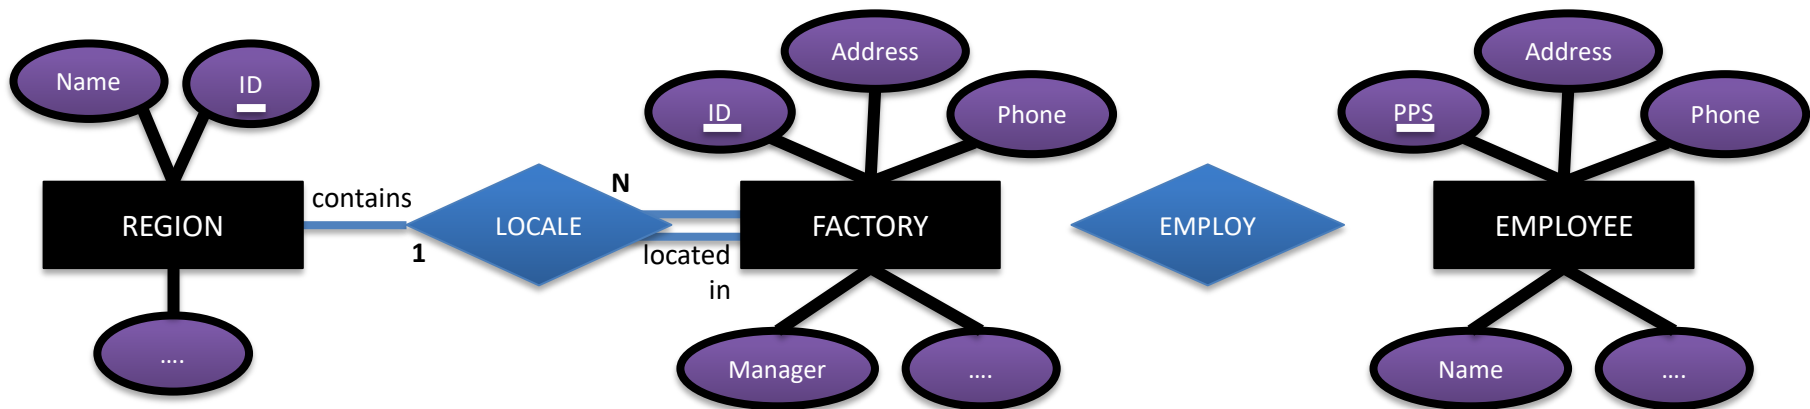 Name
ID
Address
ID
Phone
Address
PPS
Phone
REGION
contains
1
LOCALE
N
located
in
FACTORY
EMPLOY
EMPLOYEE
....
Manager
....
Name
....